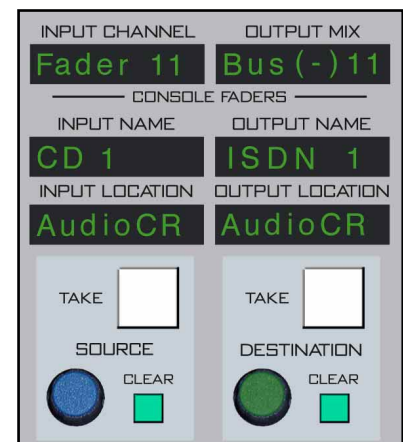 INPUT CHANNEL OUTPUT MIX
Fader 11 Bus(-)11
CONSOLE FADERS
INPUT NAME OUTPUT NAME
CD 1 ISDN 1
INPUT LOCATION OUTPUT LOCATION
AudioCR AudioCR
TAKE TAKE
SOURCE DESTINATION
CLEAR CLEAR